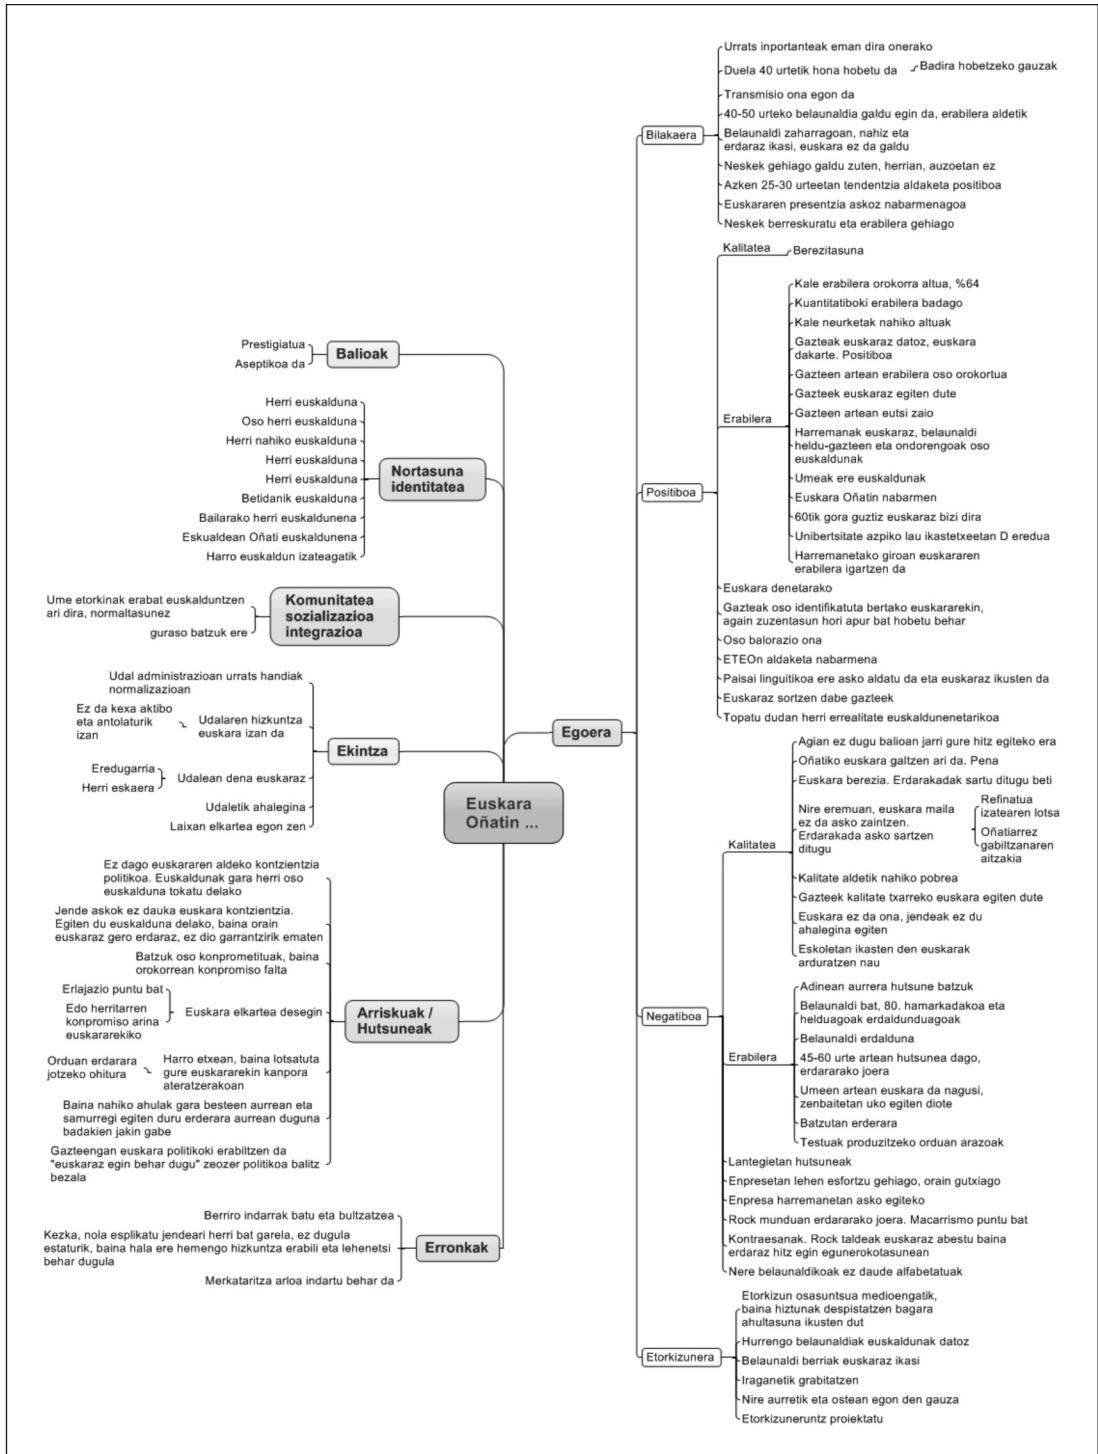 Euskara
Oñatin ...
Balioak
Prestigiatua
Aseptikoa da
Nortasuna
identitatea
Herri euskalduna
Oso herri euskalduna
Herri nahiko euskalduna
Herri euskalduna
Herri euskalduna
Betidanik euskalduna
Bailarako herri euskaldunena
Eskualdean Oñati euskaldunena
Harro euskaldun izateagatik
Komunitatea
sozializazioa
integrazioa
Ume etorkinak erabat euskalduntzen
ari dira, normaltasunez
guraso batzuk ere
Ekintza
Udal administrazioan urrats handiak
normalizazioan
Udalaren hizkuntza
euskara izan da
Ez da kexa aktibo
eta antolaturik
izan
Udalean dena euskaraz
Eredugarria
Herri eskaera
Udaletik ahalegina
Laixan elkartea egon zen
Arriskuak /
Hutsuneak
Ez dago euskararen aldeko kontzientzia
politikoa. Euskaldunak gara herri oso
euskalduna tokatu delako
Jende askok ez dauka euskara kontzientzia.
Egiten du euskalduna delako, baina orain
euskaraz gero erdaraz, ez dio garrantzirik ematen
Batzuk oso konprometituak, baina
orokorrean konpromiso falta
Euskara elkartea desegin
Erlajazio puntu bat
Edo herritarren
konpromiso arina
euskararekiko
Harro etxean, baina lotsatuta
gure euskararekin kanpora
ateratzerakoan
Orduan erdarara
jotzeko ohitura
Baina nahiko ahulak gara besteen aurrean eta
samurregi egiten duru erderara aurrean duguna
badakien jakin gabe
Gazteengan euskara politikoki erabiltzen da
"euskaraz egin behar dugu" zeozer politikoa balitz
bezala
Erronkak
Berriro indarrak batu eta bultzatzea
Kezka, nola esplikatu jendeari herri bat garela, ez dugula
estaturik, baina hala ere hemengo hizkuntza erabili eta lehenetsi
behar dugula
Merkataritza arloa indartu behar da
Egoera
Bilakaera
Urrats inportanteak eman dira onerako
Duela 40 urtetik hona hobetu da
Badira hobetzeko gauzak
Transmisio ona egon da
40-50 urteko belaunaldia galdu egin da, erabilera aldetik
Belaunaldi zaharragoan, nahiz eta
erdaraz ikasi, euskara ez da galdu
Neskek gehiago galdu zuten, herrian, auzoetan ez
Azken 25-30 urteetan tendentzia aldaketa positiboa
Euskararen presentzia askoz nabarmenagoa
Neskek berreskuratu eta erabilera gehiago
Positiboa
Kalitatea
Berezitasuna
Erabilera
Kale erabilera orokorra altua, %64
Kuantitatiboki erabilera badago
Kale neurketak nahiko altuak
Gazteak euskaraz datoz, euskara
dakarte. Positiboa
Gazteen artean erabilera oso orokortua
Gazteek euskaraz egiten dute
Gazteen artean eutsi zaio
Harremanak euskaraz, belaunaldi
heldu-gazteen eta ondorengoak oso
euskaldunak
Umeak ere euskaldunak
Euskara Oñatin nabarmen
60tik gora guztiz euskaraz bizi dira
Unibertsitate azpiko lau ikastetxeetan D eredua
Harremanetako giroan euskararen
erabilera igartzen da
Euskara denetarako
Gazteak oso identifikatuta bertako euskararekin,
again zuzentasun hori apur bat hobetu behar
Oso balorazio ona
ETEOn aldaketa nabarmena
Paisai linguitikoa ere asko aldatu da eta euskaraz ikusten da
Euskaraz sortzen dabe gazteek
Topatu dudan herri errealitate euskaldunenetarikoa
Negatiboa
Kalitatea
Agian ez dugu balioan jarri gure hitz egiteko era
Oñatiko euskara galtzen ari da. Pena
Euskara berezia. Erdarakadak sartu ditugu beti
Nire eremuan, euskara maila
ez da asko zaintzen.
Erdarakada asko sartzen
ditugu
Refinatua
izatearen lotsa
Oñatiarrez
gabiltzanaren
aitzakia
Kalitate aldetik nahiko pobrea
Gazteek kalitate txarreko euskara egiten dute
Euskara ez da ona, jendeak ez du
ahalegina egiten
Eskoletan ikasten den euskarak
arduratzen nau
Erabilera
Adinean aurrera hutsune batzuk
Belaunaldi bat, 80. hamarkadakoa eta
helduagoak erdaldunduagoak
Belaunaldi erdalduna
45-60 urte artean hutsunea dago,
erdararako joera
Umeen artean euskara da nagusi,
zenbaitetan uko egiten diote
Batzutan erderara
Testuak produzitzeko orduan arazoak
Lantegietan hutsuneak
Enpresetan lehen esfortzu gehiago, orain gutxiago
Enpresa harremanetan asko egiteko
Rock munduan erdararako joera. Macarrismo puntu bat
Kontraesanak. Rock taldeak euskaraz abestu baina
erdaraz hitz egin egunerokotasunean
Nere belaunaldikoak ez daude alfabetatuak
Etorkizunera
Etorkizun osasuntsua medioengatik,
baina hiztunak despistatzen bagara
ahultasuna ikusten dut
Hurrengo belaunaldiak euskaldunak datoz
Belaunaldi berriak euskaraz ikasi
Iraganetik grabitatzen
Nire aurretik eta ostean egon den gauza
Etorkizuneruntz proiektatu